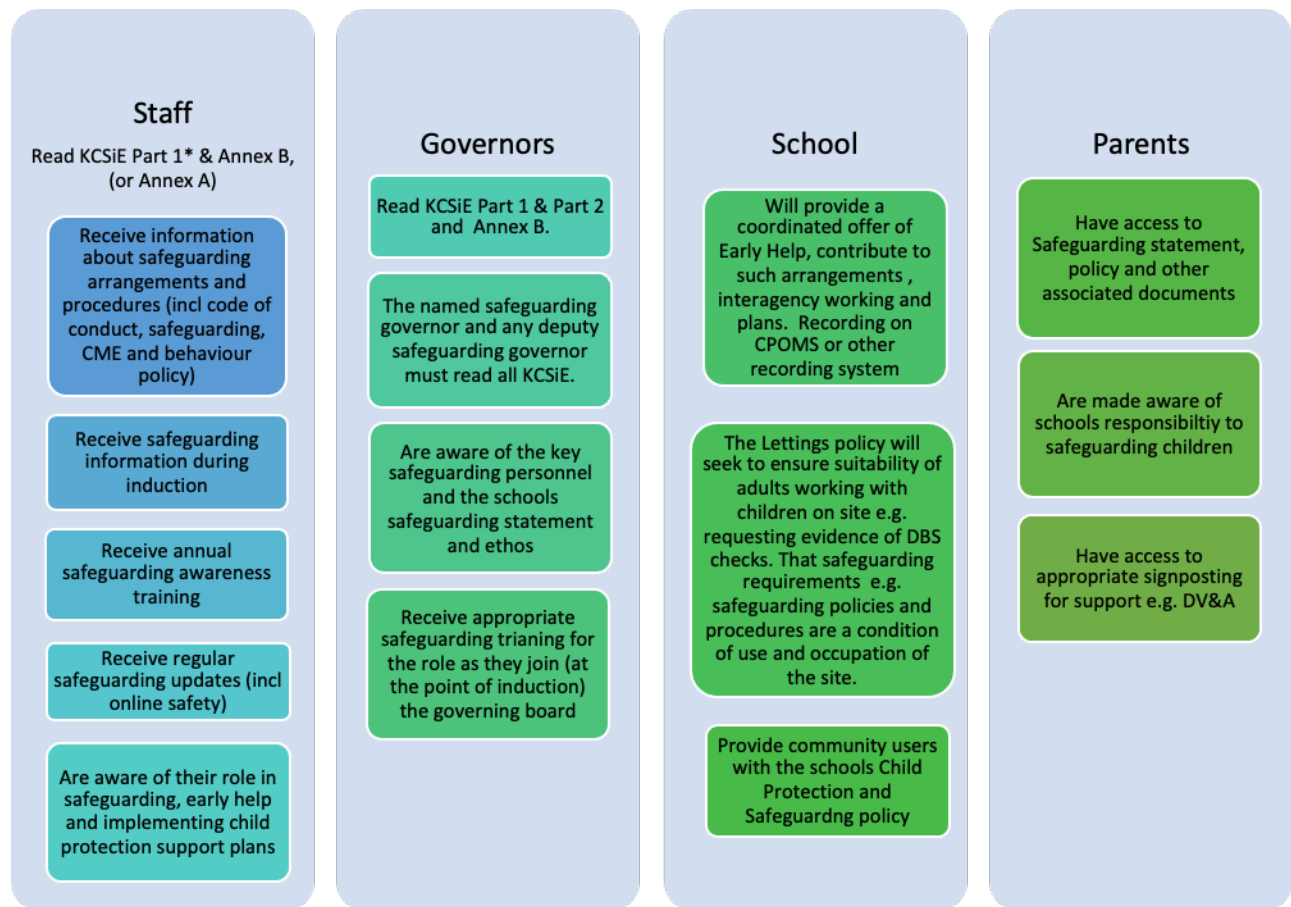 Staff
Read KCSiE Part 1* & Annex B,
(or Annex A)
Receive information
about safeguarding
arrangements and
procedures (incl code of
conduct, safeguarding,
CME and behaviour
policy)
Receive safeguarding
information during
induction
Receive annual
safeguarding awareness
training
Receive regular
safeguarding updates (incl
online safety)
Are aware of their role in
safeguarding, early help
and implementing child
protection support plans
Governors
Read KCSiE Part 1 & Part 2
and Annex B.
The named safeguarding
governor and any deputy
safeguarding governor
must read all KCSiE.
Are aware of the key
safeguarding personnel
and the schools
safeguarding statement
and ethos
Receive appropriate
safeguarding trianing for
the role as they join (at
the point of induction)
the governing board
School
Will provide a
coordinated offer of
Early Help, contribute to
such arrangements ,
interagency working and
plans. Recording on
CPOMS or other
recording system
The Lettings policy will
seek to ensure suitability of
adults working with
children on site e.g.
requesting evidence of DBS
checks. That safeguarding
requirements e.g.
safeguarding policies and
procedures are a condition
of use and occupation of
the site.
Provide community users
with the schools Child
Protection and
Safeguardng policy
Parents
Have access to
Safeguarding statement,
policy and other
associated documents
Are made aware of
schools responsibiltiy to
safeguarding children
Have access to
appropriate signposting
for support e.g. DV&A